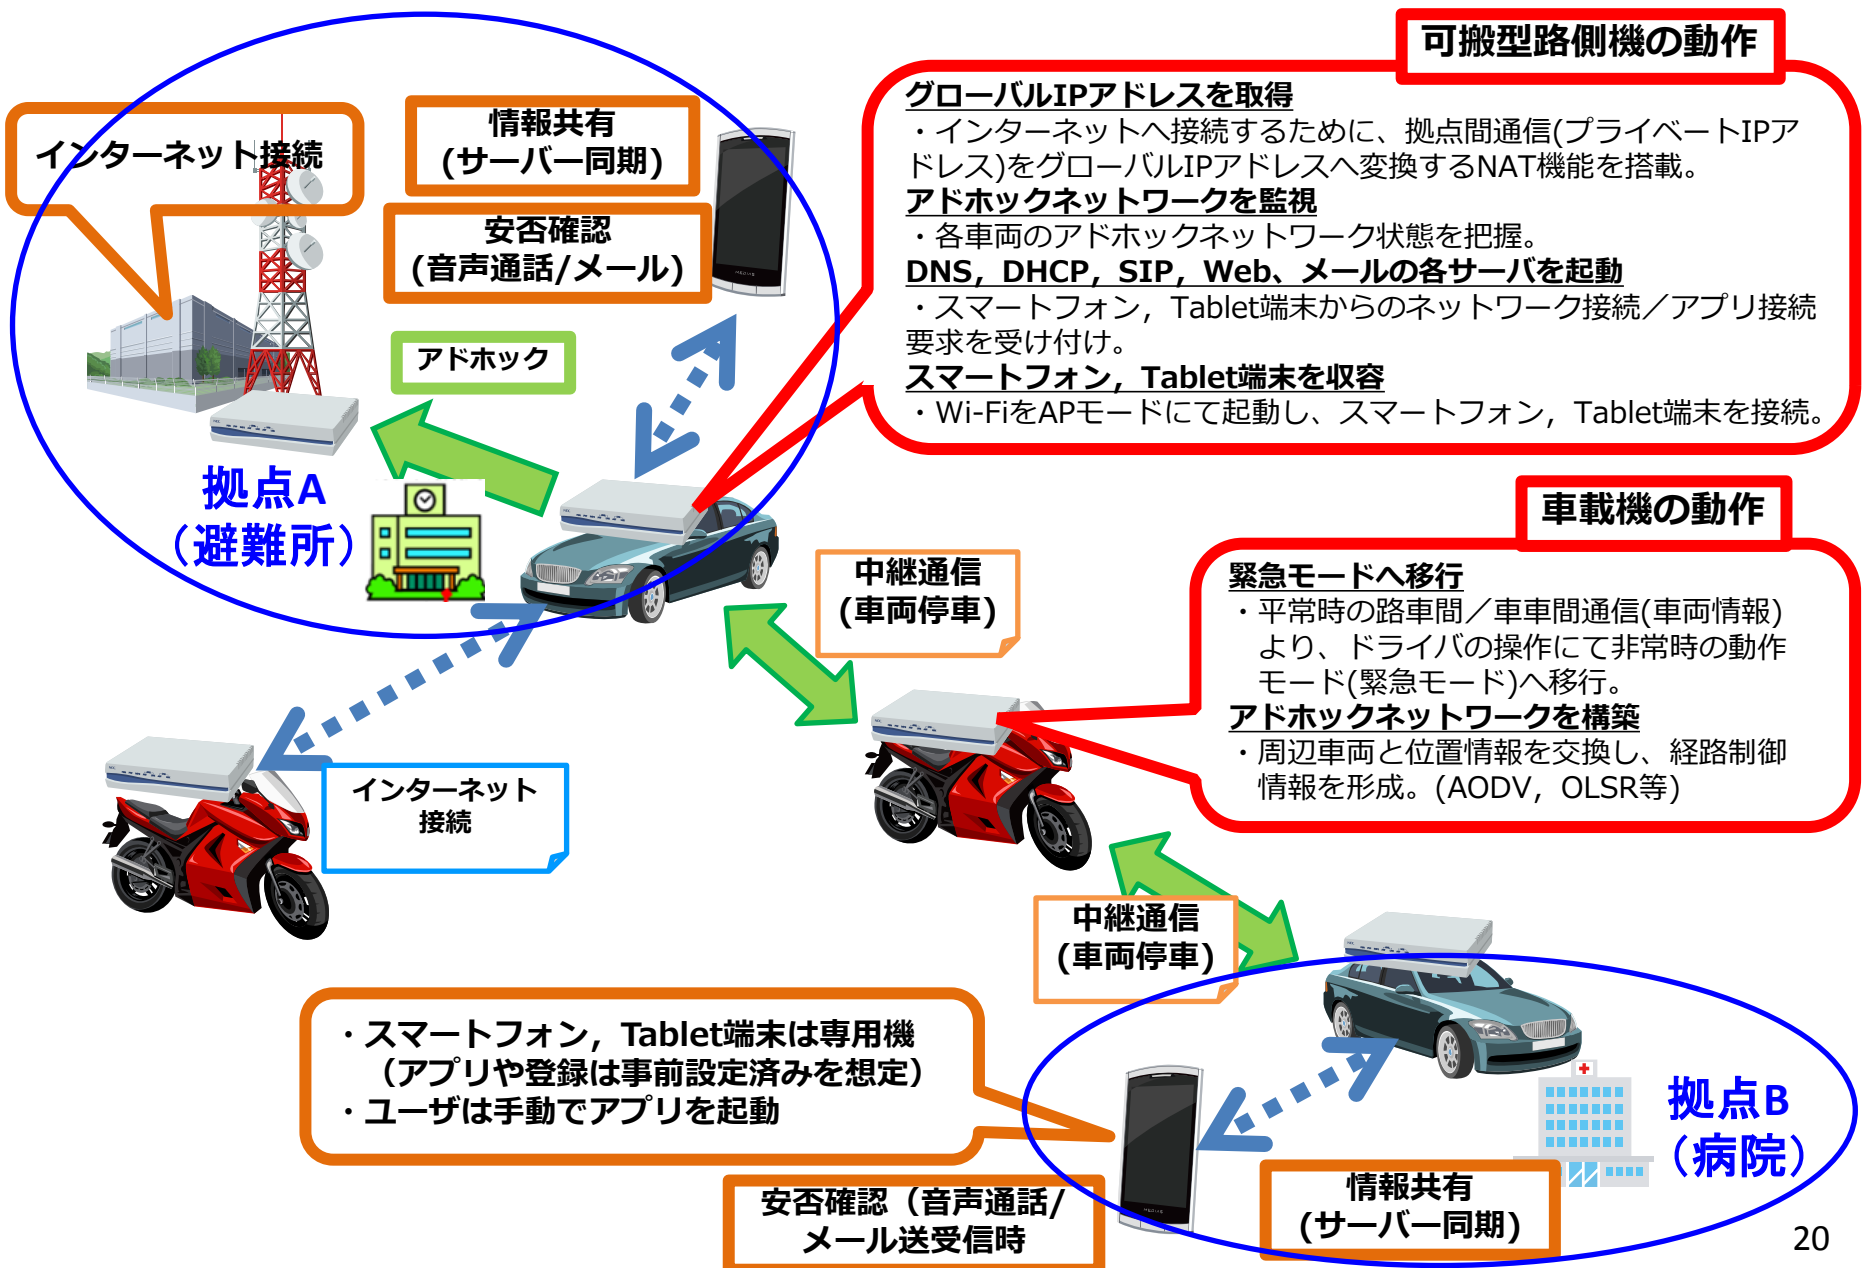 可搬型路側機の動作
グローバルIPアドレスを取得
・インターネットへ接続するために、拠点間通信(プライベートIPア
ドレス)をグローバルIPアドレスへ変換するNAT機能を搭載。
アドホックネットワークを監視
・各車両のアドホックネットワーク状態を把握。
DNS，DHCP，SIP，Web、メールの各サーバを起動
・スマートフォン，Tablet端末からのネットワーク接続／アプリ接続
要求を受け付け。
スマートフォン，Tablet端末を収容
・Wi-FiをAPモードにて起動し、スマートフォン，Tablet端末を接続。
インターネット接続
情報共有
(サーバー同期)
安否確認
(音声通話/メール)
アドホック
拠点A
（避難所）
車載機の動作
緊急モードへ移行
・平常時の路車間／車車間通信(車両情報)
より、ドライバの操作にて非常時の動作
モード(緊急モード)へ移行。
アドホックネットワークを構築
・周辺車両と位置情報を交換し、経路制御
情報を形成。(AODV，OLSR等)
中継通信
(車両停車)
インターネット
接続
中継通信
(車両停車)
・スマートフォン，Tablet端末は専用機
（アプリや登録は事前設定済みを想定）
・ユーザは手動でアプリを起動
拠点B
（病院）
安否確認（音声通話/
メール送受信時
情報共有
(サーバー同期)
20